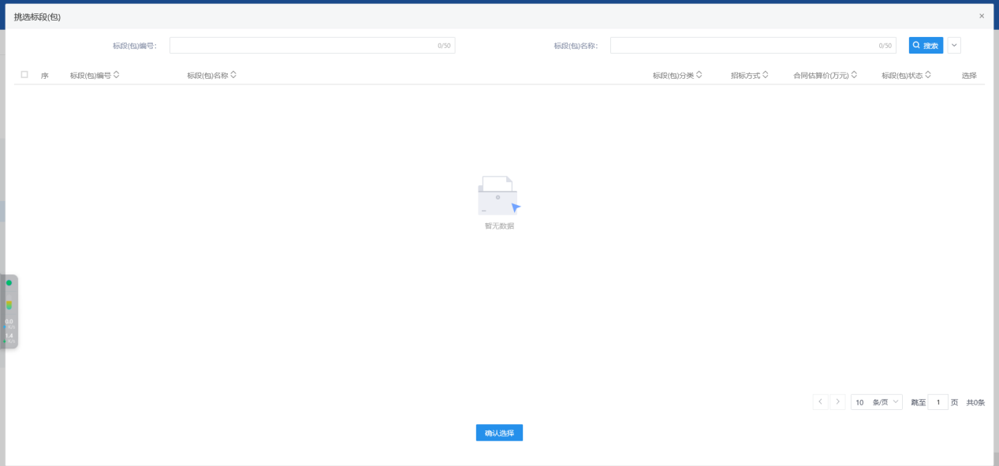 挑选标段(包)
标段(包)编号： 0/50 标段(包)名称： 0/50 搜索
序 标段(包)编号 标段(包)名称 标段(包)分类 招标方式 合同估算价(万元) 标段(包)状态 选择
暂无数据
0.0
1.4
10 条/页 跳至 1 页 共0条
确认选择